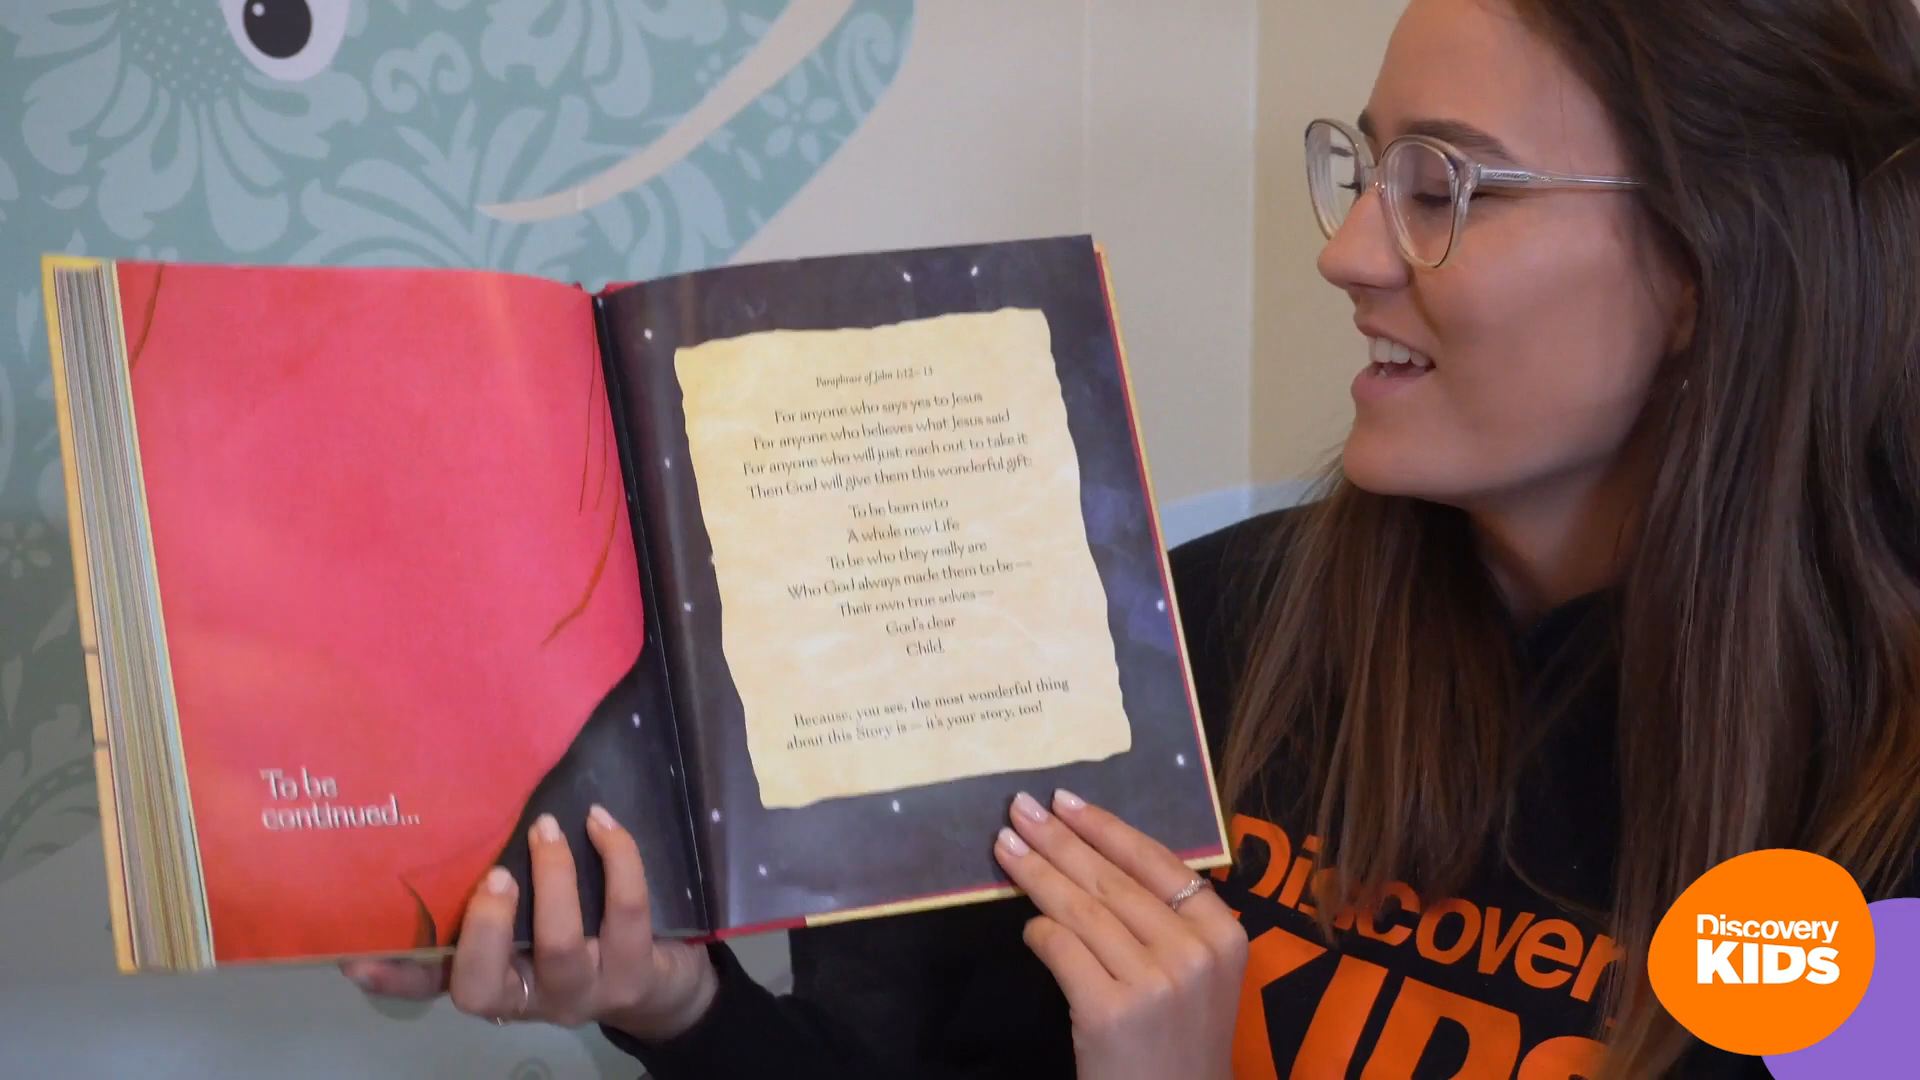 To be
continued...
Paraphrase of John 1:12–13
For anyone who says yes to Jesus
For anyone who believes what Jesus said
For anyone who will just reach out to take it
Then God will give them this wonderful gift:
To be born into
A whole new Life
To be who they really are
Who God always made them to be —
Their own true selves —
God's dear
Child.
Because, you see, the most wonderful thing
about this Story is — it's your story, too!
Discovery
KIDS
Discovery
KIDS